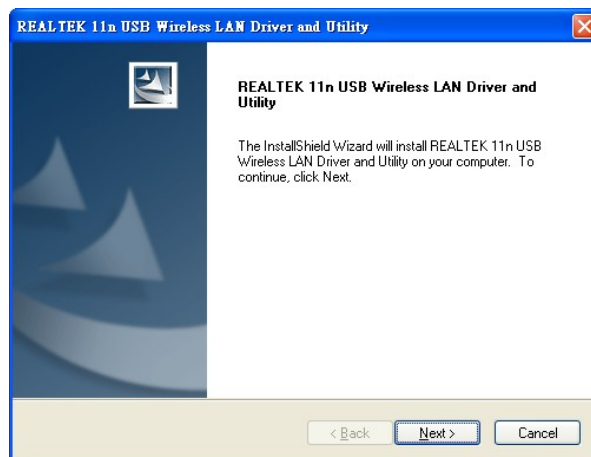 REALTEK 11n USB Wireless LAN Driver and Utility
REALTEK 11n USB Wireless LAN Driver and
Utility
The InstallShield Wizard will install REALTEK 11n USB
Wireless LAN Driver and Utility on your computer. To
continue, click Next.
< Back Next > Cancel